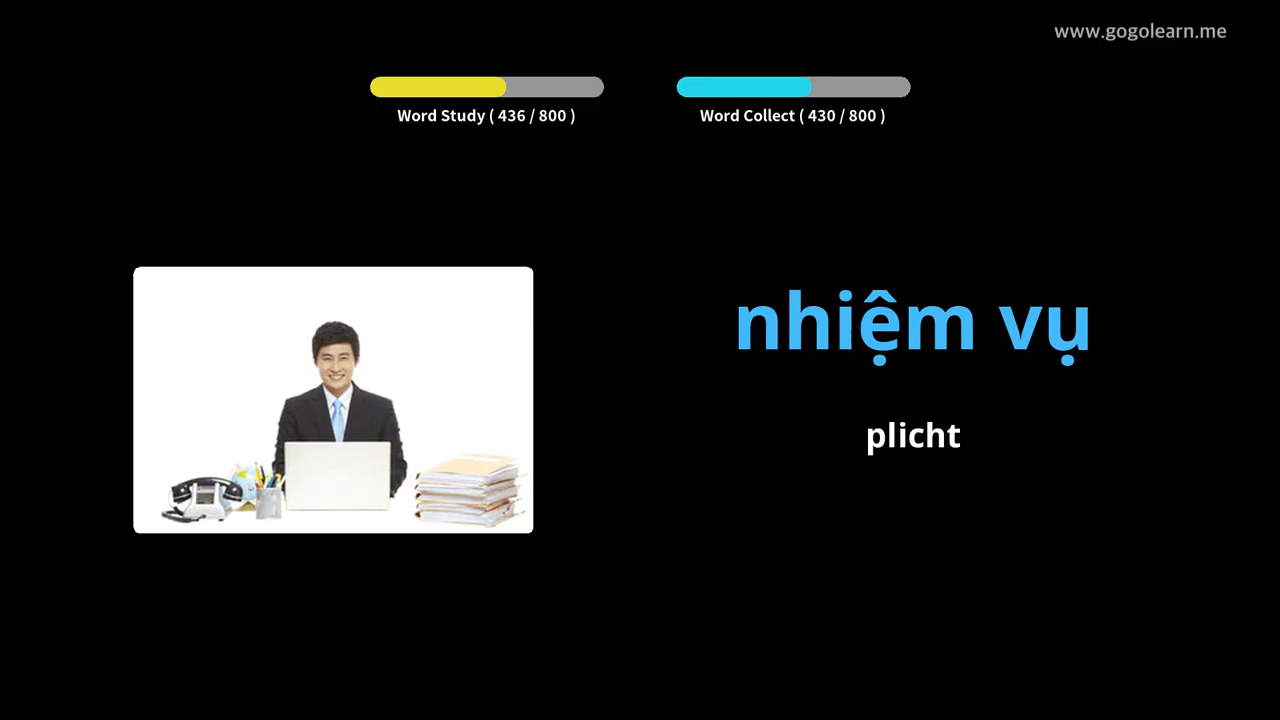 www.gogolearn.me
Word Study ( 436 / 800 )
Word Collect ( 430 / 800 )
nhiệm vụ
plicht